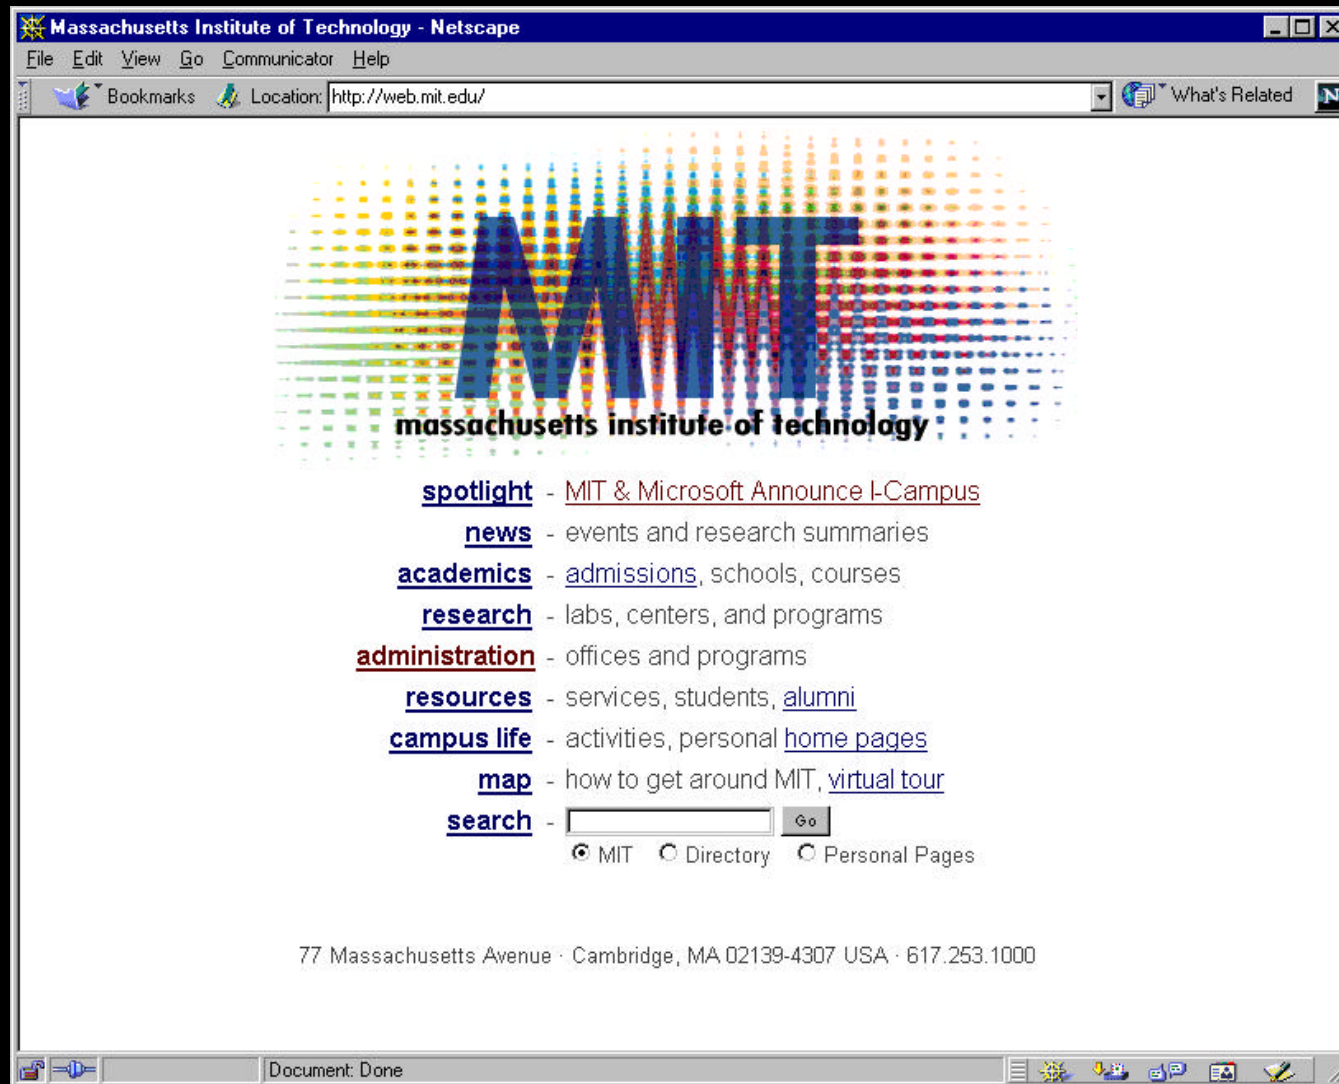 Massachusetts Institute of Technology - Netscape
File Edit View Go Communicator Help
Bookmarks Location: http://web.mit.edu/ What's Related N
MIT
massachusetts institute of technology
spotlight - MIT & Microsoft Announce I-Campus
news - events and research summaries
academics - admissions, schools, courses
research - labs, centers, and programs
administration - offices and programs
resources - services, students, alumni
campus life - activities, personal home pages
map - how to get around MIT, virtual tour
search - Go
MIT Directory Personal Pages
77 Massachusetts Avenue · Cambridge, MA 02139-4307 USA · 617.253.1000
Document: Done